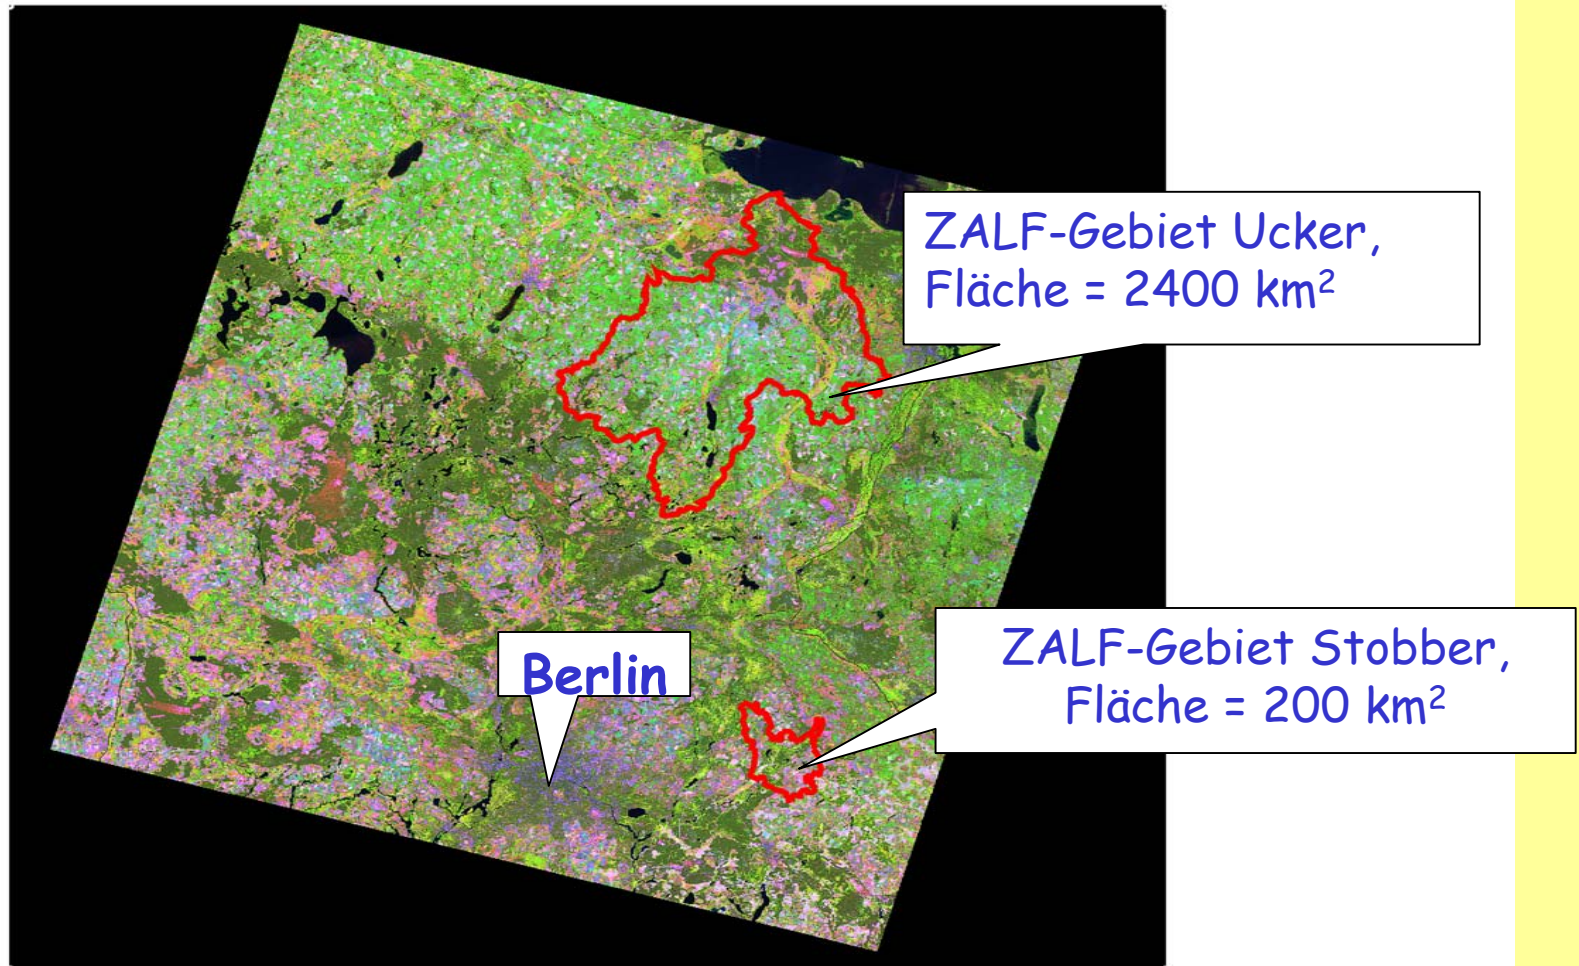 ZALF-Gebiet Ucker,
Fläche = 2400 km²
ZALF-Gebiet Stobber,
Fläche = 200 km²
Berlin